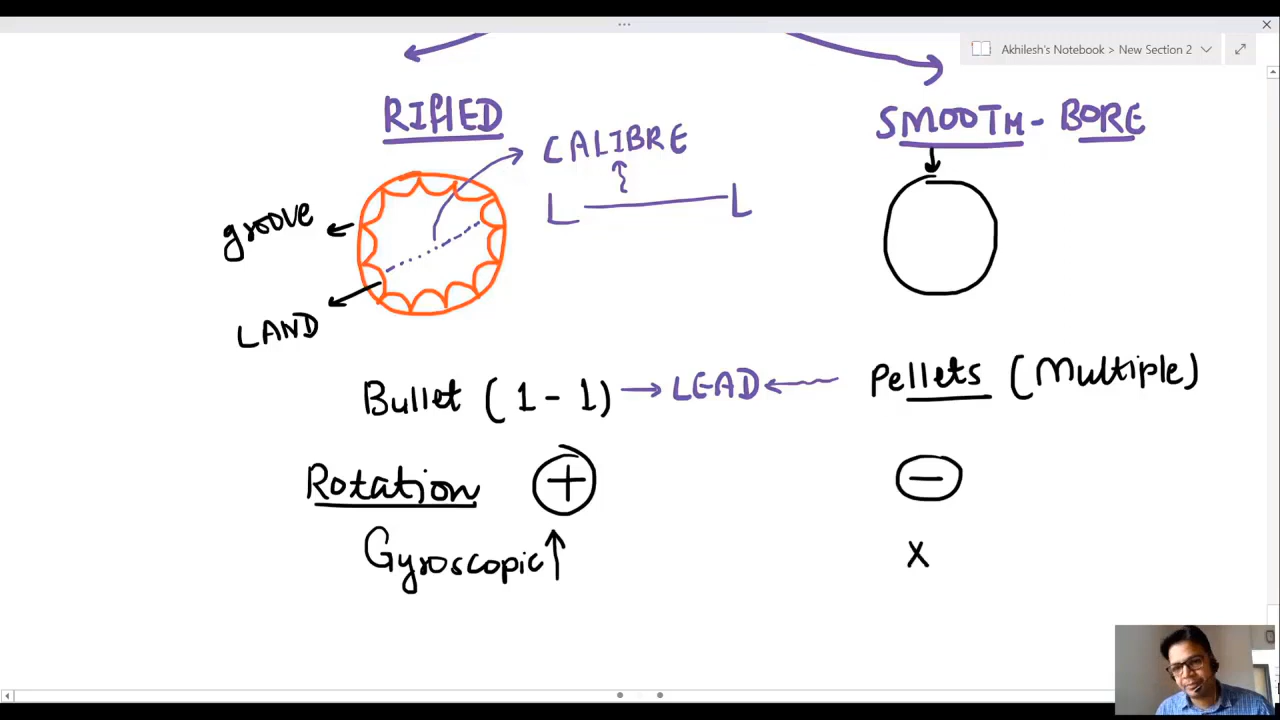 Akhilesh's Notebook > New Section 2
RIflED
SMOOTH-BORE
CALIBRE
L L
groove
LAND
Bullet (1-1) → LEAD ← Pellets (Multiple)
Rotation + −
Gyroscopic ↑ X